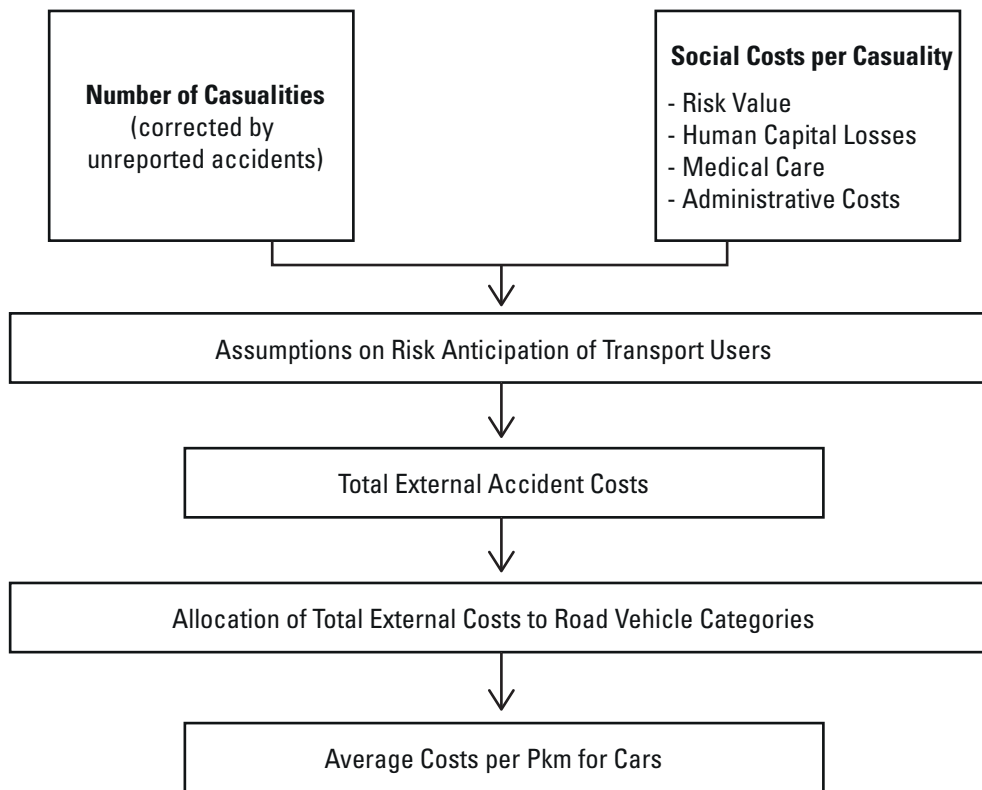 Number of Casualities
(corrected by
unreported accidents)
Social Costs per Casuality
- Risk Value
- Human Capital Losses
- Medical Care
- Administrative Costs
Assumptions on Risk Anticipation of Transport Users
Total External Accident Costs
Allocation of Total External Costs to Road Vehicle Categories
Average Costs per Pkm for Cars